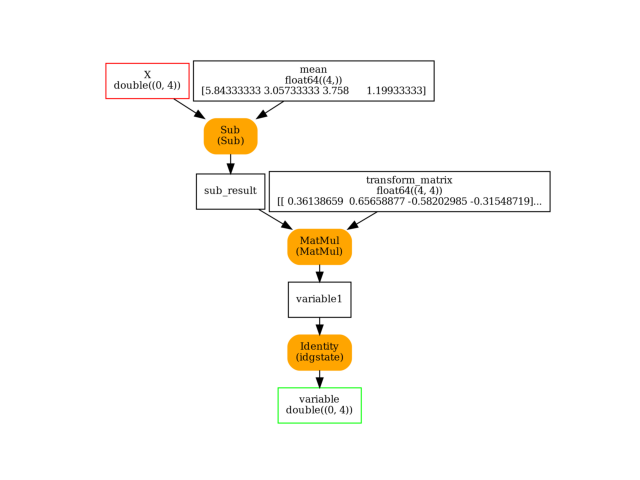 X
double((0, 4))
mean
float64((4,))
[5.84333333 3.05733333 3.758      1.19933333]
Sub
(Sub)
sub_result
transform_matrix
float64((4, 4))
[[ 0.36138659  0.65658877 -0.58202985 -0.31548719]...
MatMul
(MatMul)
variable1
Identity
(idgstate)
variable
double((0, 4))